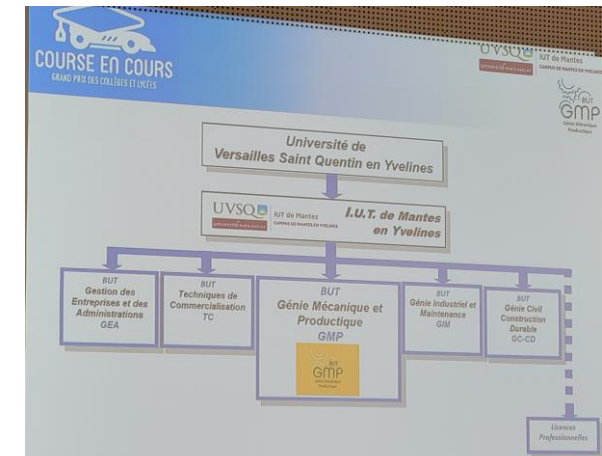 COURSE EN COURS
GRAND PRIX DES COLLÈGES ET LYCÉES
UVSQ
IUT de Mantes
CAMPUS DE MANTES EN YVELINES
BUT
GMP
Génie Mécanique
Productique
Université de
Versailles Saint Quentin en Yvelines
UVSQ
IUT de Mantes
CAMPUS DE MANTES EN YVELINES
I.U.T. de Mantes
en Yvelines
BUT
Gestion des
Entreprises et des
Administrations
GEA
BUT
Techniques de
Commercialisation
TC
BUT
Génie Mécanique et
Productique
GMP
BUT
GMP
BUT
Génie Industriel et
Maintenance
GIM
BUT
Génie Civil
Construction
Durable
GC-CD
Licences
Professionnelles